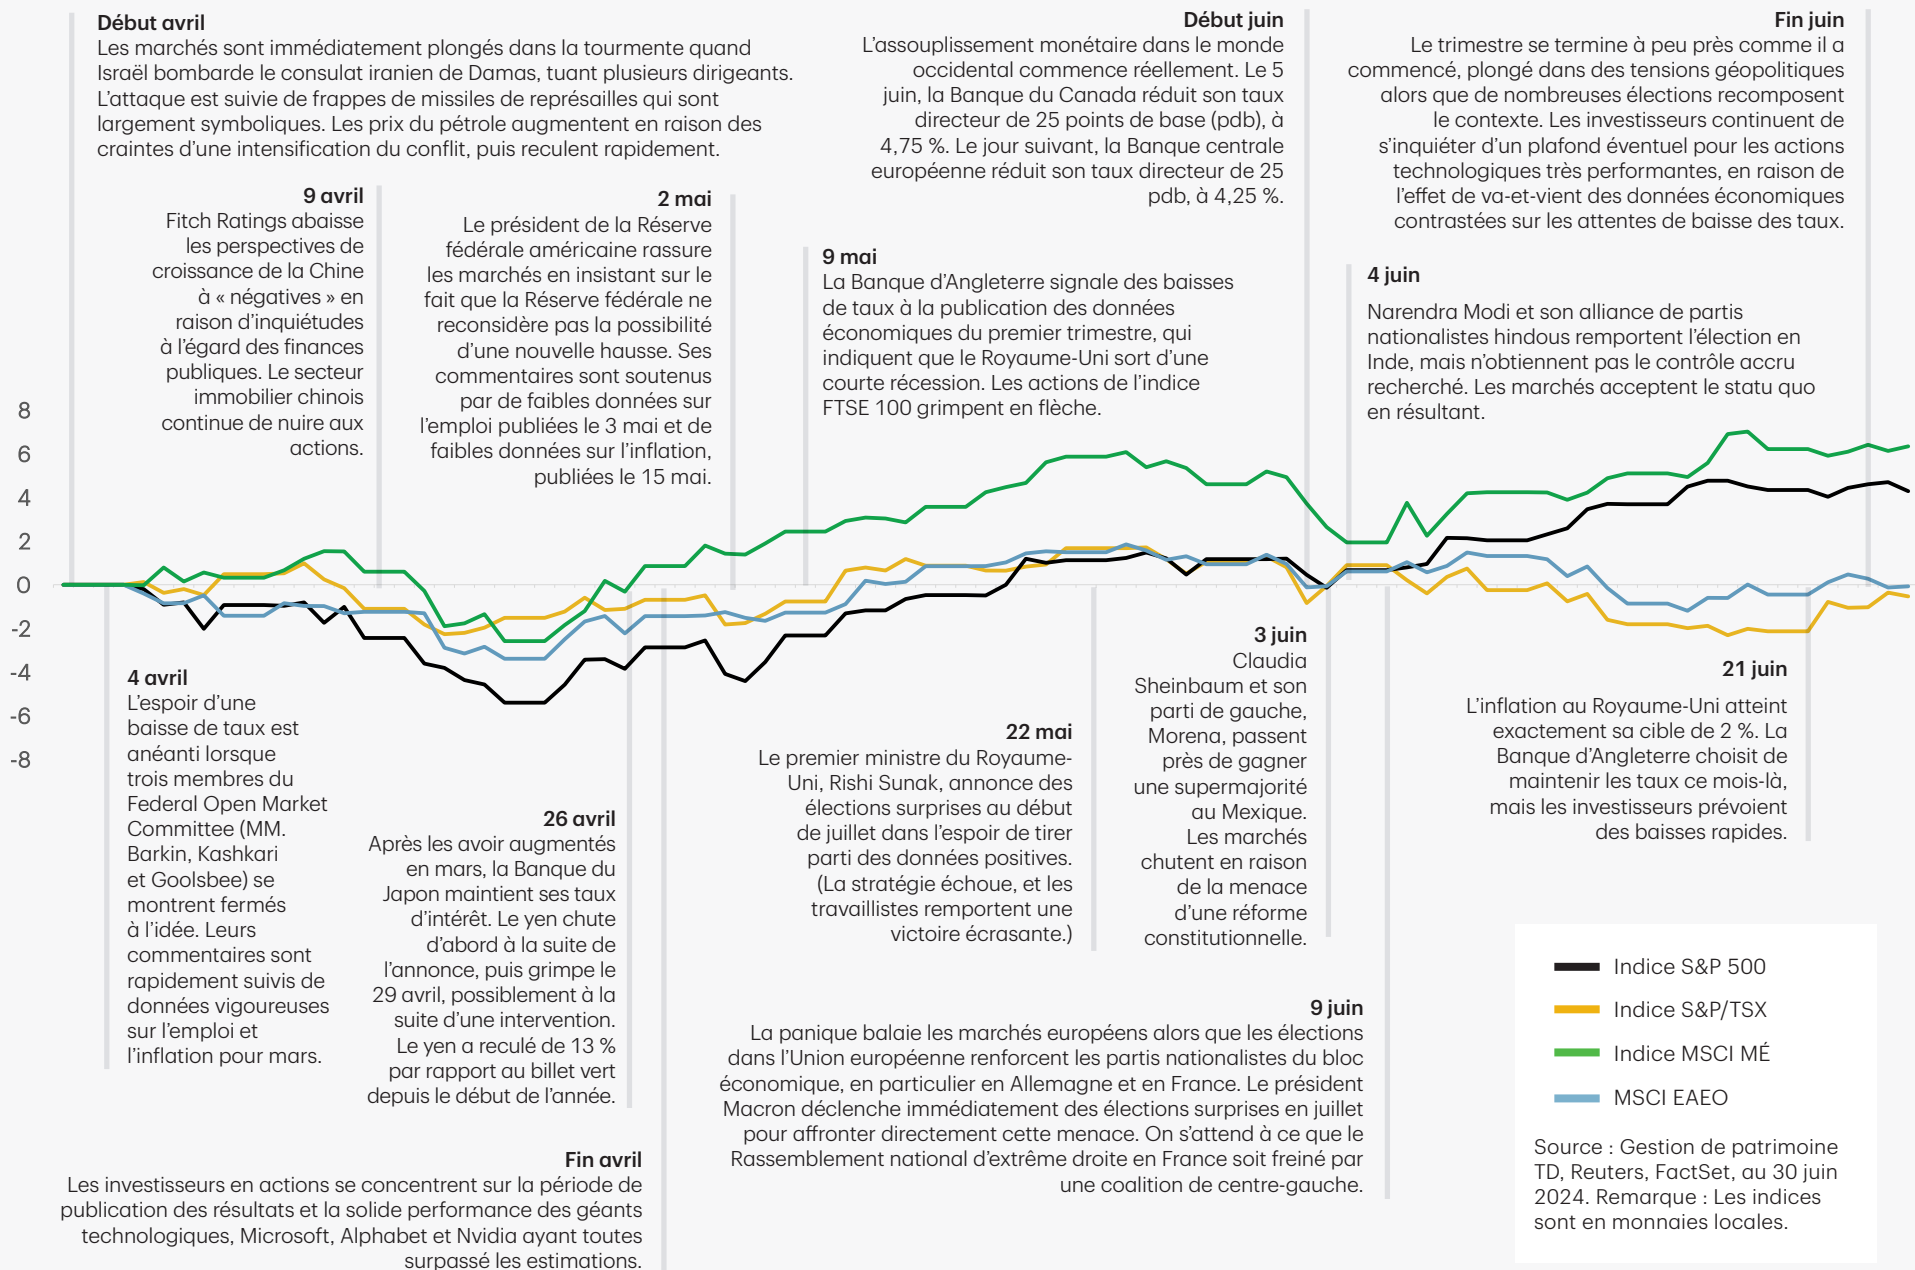 Début avril
Les marchés sont immédiatement plongés dans la tourmente quand
Israël bombarde le consulat iranien de Damas, tuant plusieurs dirigeants.
L'attaque est suivie de frappes de missiles de représailles qui sont
largement symboliques. Les prix du pétrole augmentent en raison des
craintes d'une intensification du conflit, puis reculent rapidement.
9 avril
Fitch Ratings abaisse
les perspectives de
croissance de la Chine
à « négatives » en
raison d'inquiétudes
à l'égard des finances
publiques. Le secteur
immobilier chinois
continue de nuire aux
actions.
2 mai
Le président de la Réserve
fédérale américaine rassure
les marchés en insistant sur le
fait que la Réserve fédérale ne
reconsidère pas la possibilité
d'une nouvelle hausse. Ses
commentaires sont soutenus
par de faibles données sur
l'emploi publiées le 3 mai et de
faibles données sur l'inflation,
publiées le 15 mai.
Début juin
L'assouplissement monétaire dans le monde
occidental commence réellement. Le 5
juin, la Banque du Canada réduit son taux
directeur de 25 points de base (pdb), à
4,75 %. Le jour suivant, la Banque centrale
européenne réduit son taux directeur de 25
pdb, à 4,25 %.
9 mai
La Banque d'Angleterre signale des baisses
de taux à la publication des données
économiques du premier trimestre, qui
indiquent que le Royaume-Uni sort d'une
courte récession. Les actions de l'indice
FTSE 100 grimpent en flèche.
Fin juin
Le trimestre se termine à peu près comme il a
commencé, plongé dans des tensions géopolitiques
alors que de nombreuses élections recomposent
le contexte. Les investisseurs continuent de
s'inquiéter d'un plafond éventuel pour les actions
technologiques très performantes, en raison de
l'effet de va-et-vient des données économiques
contrastées sur les attentes de baisse des taux.
4 juin
Narendra Modi et son alliance de partis
nationalistes hindous remportent l'élection en
Inde, mais n'obtiennent pas le contrôle accru
recherché. Les marchés acceptent le statu quo
en résultant.
8
6
4
2
0
-2
-4
-6
-8
4 avril
L'espoir d'une
baisse de taux est
anéanti lorsque
trois membres du
Federal Open Market
Committee (MM.
Barkin, Kashkari
et Goolsbee) se
montrent fermés
à l'idée. Leurs
commentaires sont
rapidement suivis de
données vigoureuses
sur l'emploi et
l'inflation pour mars.
26 avril
Après les avoir augmentés
en mars, la Banque du
Japon maintient ses taux
d'intérêt. Le yen chute
d'abord à la suite de
l'annonce, puis grimpe le
29 avril, possiblement à la
suite d'une intervention.
Le yen a reculé de 13 %
par rapport au billet vert
depuis le début de l'année.
Fin avril
Les investisseurs en actions se concentrent sur la période de
publication des résultats et la solide performance des géants
technologiques, Microsoft, Alphabet et Nvidia ayant toutes
surpassé les estimations.
22 mai
Le premier ministre du Royaume-
Uni, Rishi Sunak, annonce des
élections surprises au début
de juillet dans l'espoir de tirer
parti des données positives.
(La stratégie échoue, et les
travaillistes remportent une
victoire écrasante.)
3 juin
Claudia
Sheinbaum et son
parti de gauche,
Morena, passent
près de gagner
une supermajorité
au Mexique.
Les marchés
chutent en raison
de la menace
d'une réforme
constitutionnelle.
9 juin
La panique balaie les marchés européens alors que les élections
dans l'Union européenne renforcent les partis nationalistes du bloc
économique, en particulier en Allemagne et en France. Le président
Macron déclenche immédiatement des élections surprises en juillet
pour affronter directement cette menace. On s'attend à ce que le
Rassemblement national d'extrême droite en France soit freiné par
une coalition de centre-gauche.
21 juin
L'inflation au Royaume-Uni atteint
exactement sa cible de 2 %. La
Banque d'Angleterre choisit de
maintenir les taux ce mois-là,
mais les investisseurs prévoient
des baisses rapides.
Indice S&P 500
Indice S&P/TSX
Indice MSCI MÉ
MSCI EAEO
Source : Gestion de patrimoine
TD, Reuters, FactSet, au 30 juin
2024. Remarque : Les indices
sont en monnaies locales.